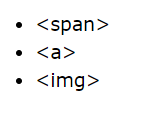 • <span>
• <a>
• <img>